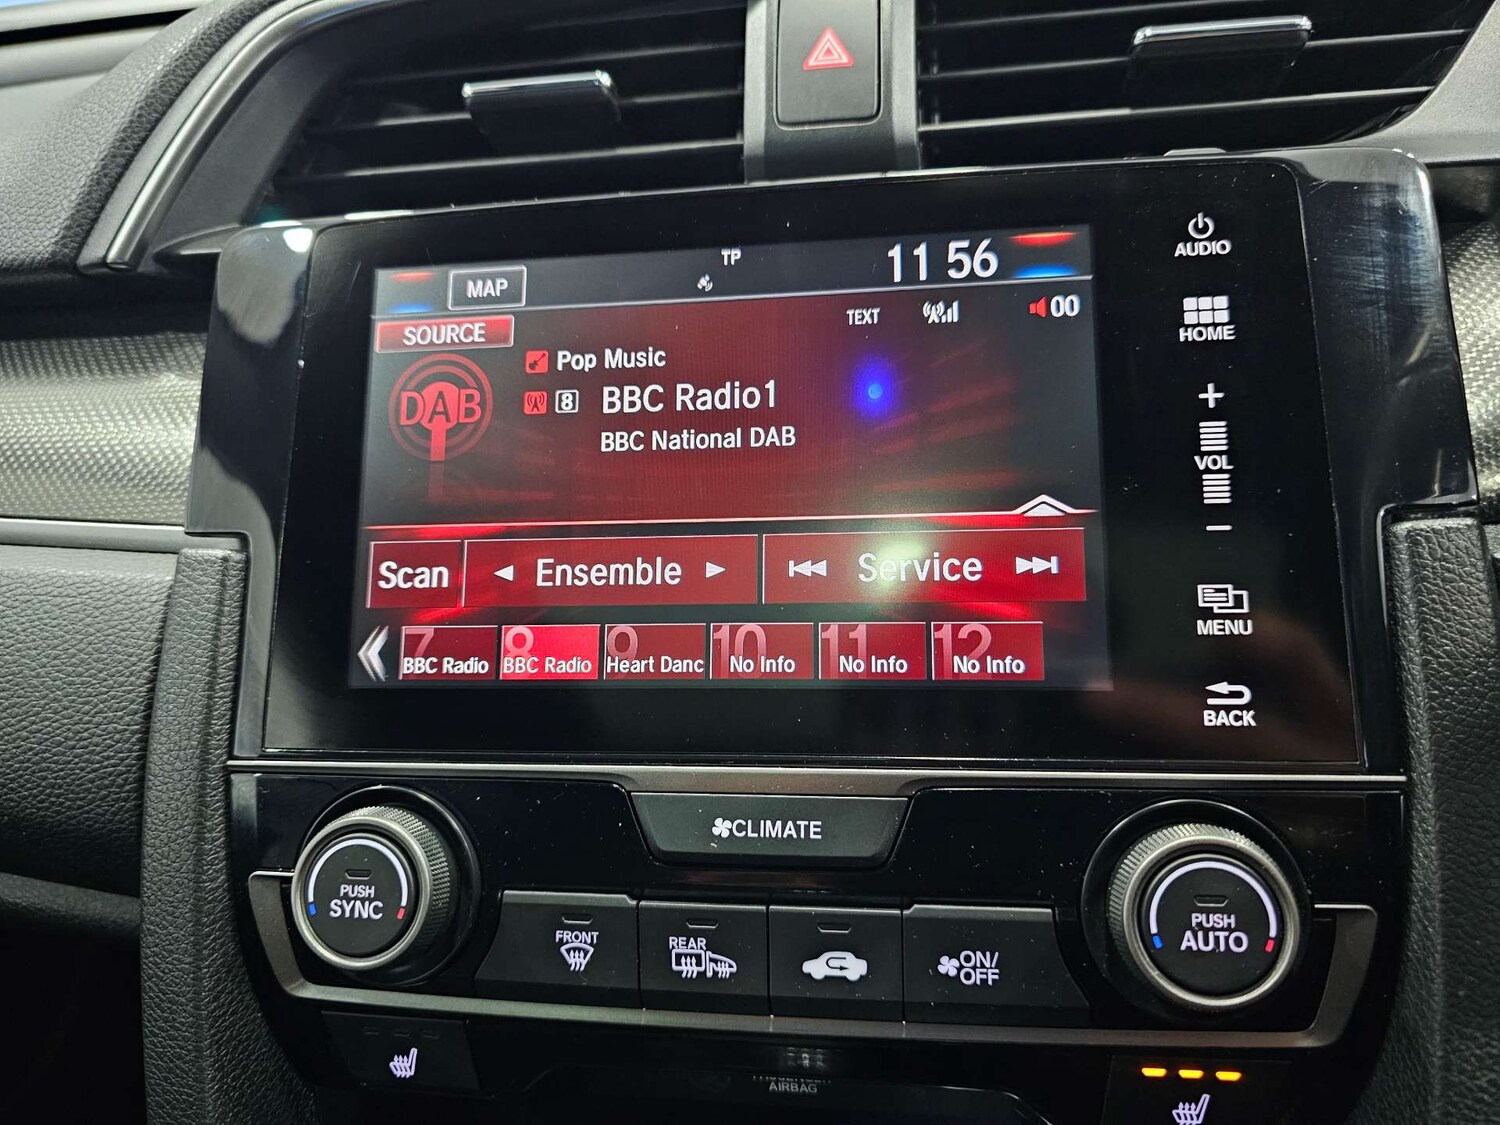 MAP
TP
11 56
SOURCE
TEXT
00
DAB
Pop Music
8 BBC Radio1
BBC National DAB
Scan
Ensemble
Service
7 BBC Radio
8 BBC Radio
9 Heart Danc
10 No Info
11 No Info
12 No Info
AUDIO
HOME
+
VOL
−
MENU
BACK
CLIMATE
PUSH
SYNC
FRONT
REAR
ON/
OFF
PUSH
AUTO
PASSENGER
AIRBAG